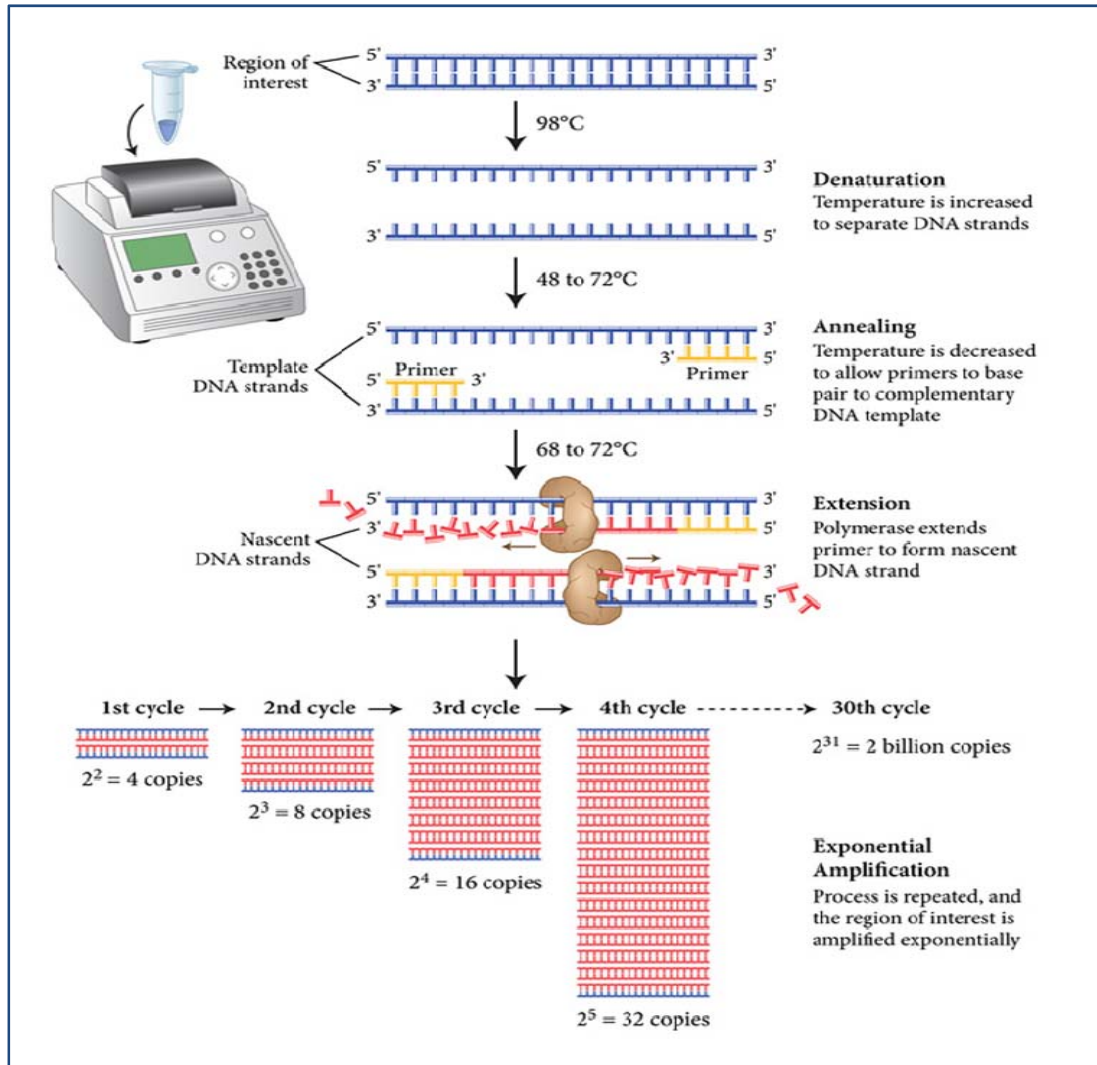 Region of
interest
5'
3'
3'
5'
98°C
5'
3'
3'
5'
Denaturation
Temperature is increased
to separate DNA strands
48 to 72°C
5'
3'
3'
5'
Primer
Template
DNA strands
Primer
5'
3'
3'
5'
Annealing
Temperature is decreased
to allow primers to base
pair to complementary
DNA template
68 to 72°C
5'
3'
3'
5'
Nascent
DNA strands
5'
3'
3'
5'
Extension
Polymerase extends
primer to form nascent
DNA strand
1st cycle
2nd cycle
3rd cycle
4th cycle
30th cycle
2² = 4 copies
2³ = 8 copies
2⁴ = 16 copies
2⁵ = 32 copies
2³¹ = 2 billion copies
Exponential
Amplification
Process is repeated, and
the region of interest is
amplified exponentially